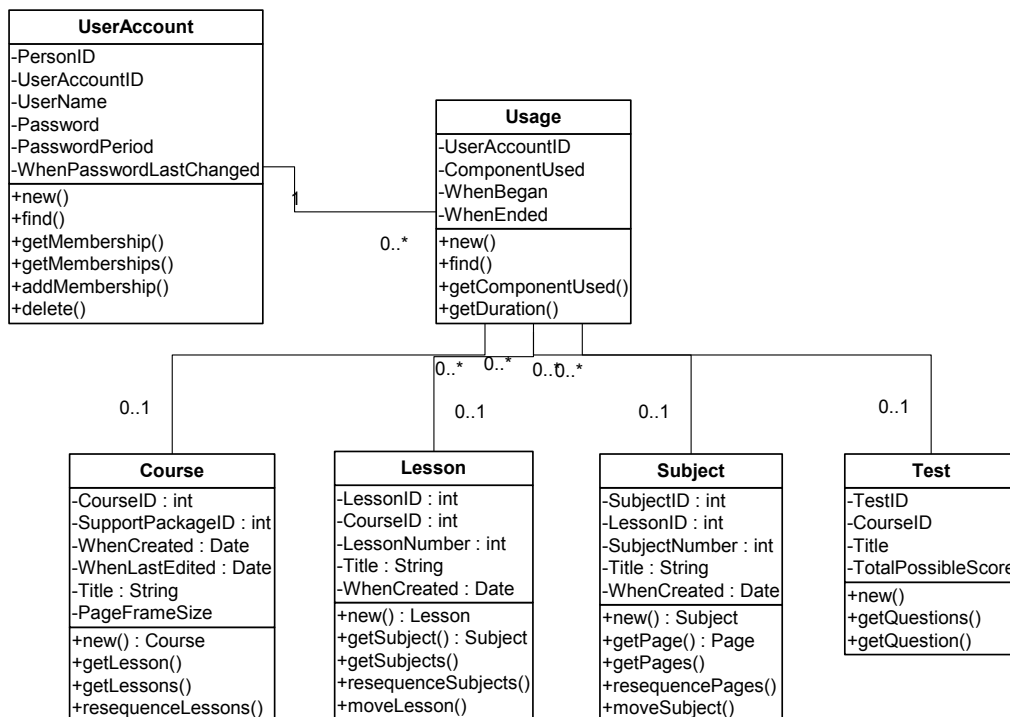 UserAccount
-PersonID
-UserAccountID
-UserName
-Password
-PasswordPeriod
-WhenPasswordLastChanged
+new()
+find()
+getMembership()
+getMemberships()
+addMembership()
+delete()
1
0..*
Usage
-UserAccountID
-ComponentUsed
-WhenBegan
-WhenEnded
+new()
+find()
+getComponentUsed()
+getDuration()
0..*
0..*
0..*
0..*
0..1
0..1
0..1
0..1
Course
-CourseID : int
-SupportPackageID : int
-WhenCreated : Date
-WhenLastEdited : Date
-Title : String
-PageFrameSize
+new() : Course
+getLesson()
+getLessons()
+resequenceLessons()
Lesson
-LessonID : int
-CourseID : int
-LessonNumber : int
-Title : String
-WhenCreated : Date
+new() : Lesson
+getSubject() : Subject
+getSubjects()
+resequenceSubjects()
+moveLesson()
Subject
-SubjectID : int
-LessonID : int
-SubjectNumber : int
-Title : String
-WhenCreated : Date
+new() : Subject
+getPage() : Page
+getPages()
+resequencePages()
+moveSubject()
Test
-TestID
-CourseID
-Title
-TotalPossibleScore
+new()
+getQuestions()
+getQuestion()